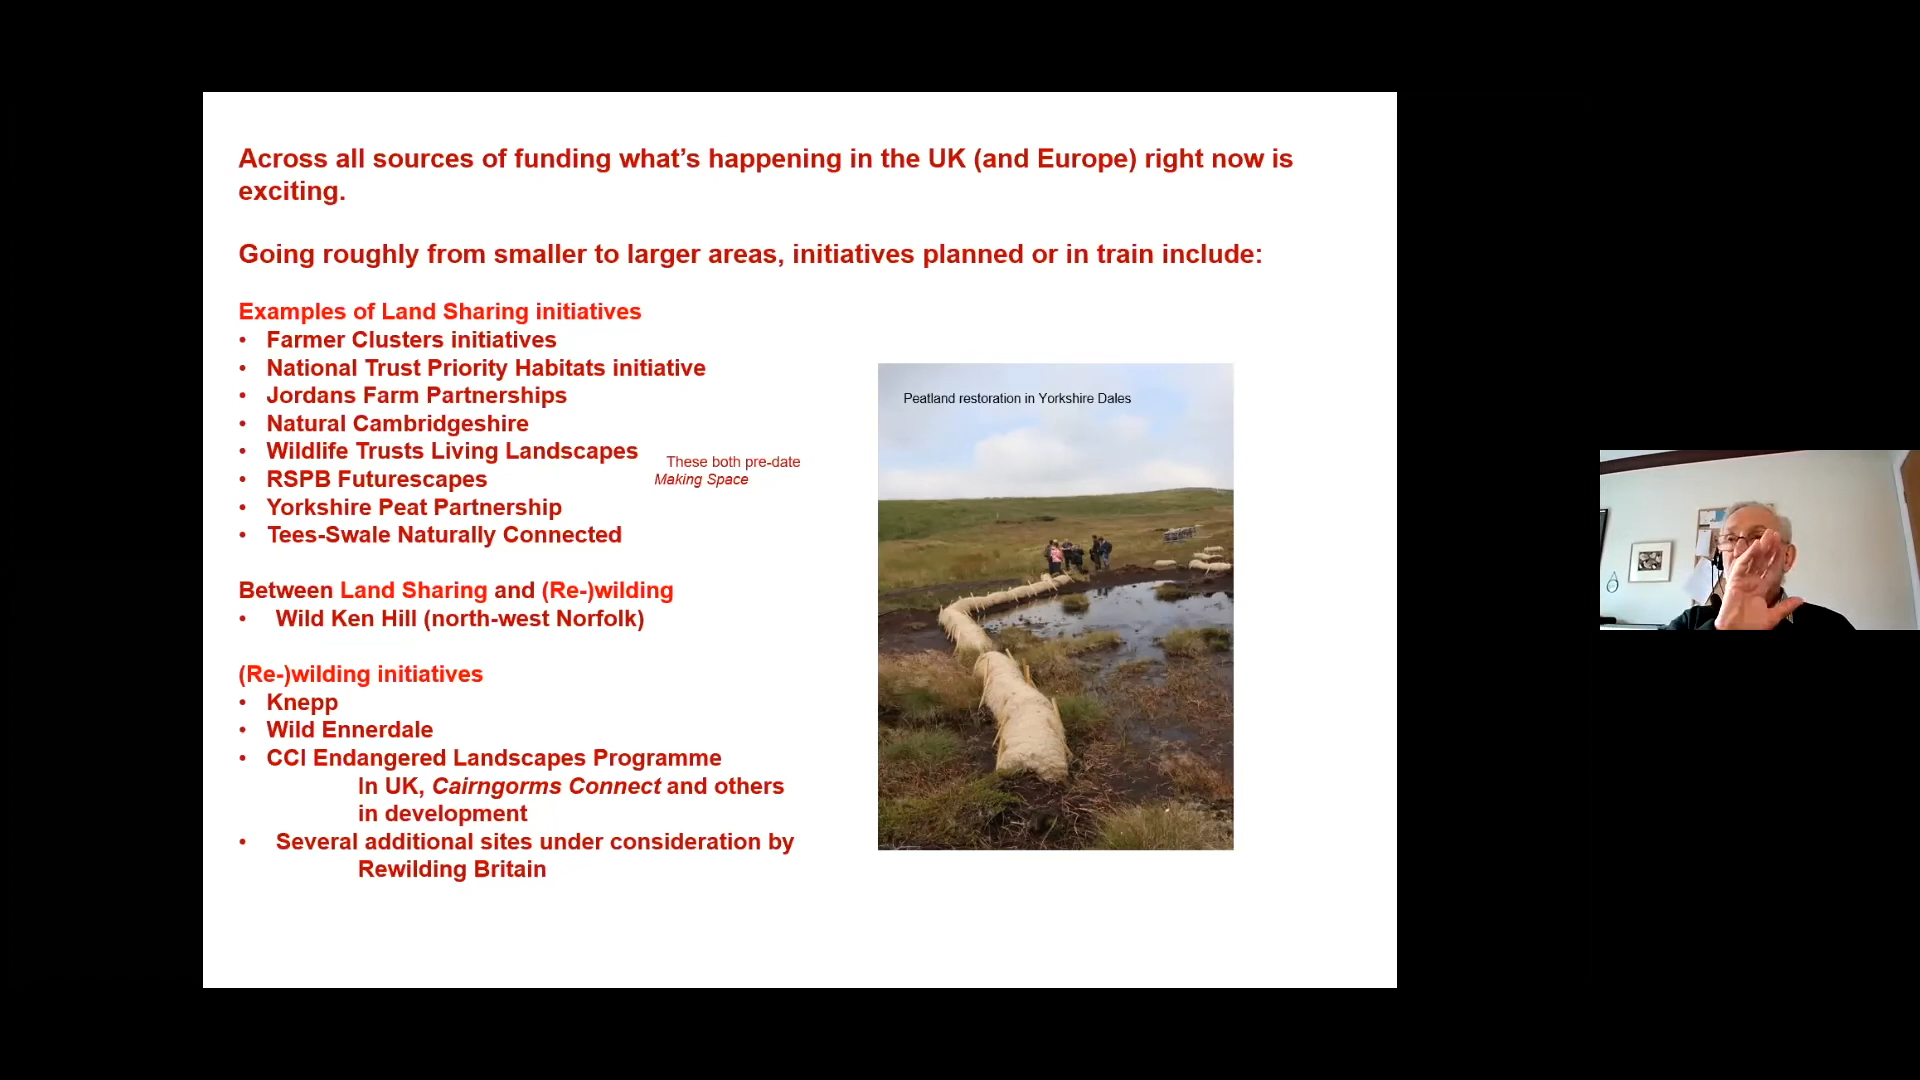 Across all sources of funding what’s happening in the UK (and Europe) right now is
exciting.
Going roughly from smaller to larger areas, initiatives planned or in train include:
Examples of Land Sharing initiatives
• Farmer Clusters initiatives
• National Trust Priority Habitats initiative
• Jordans Farm Partnerships
• Natural Cambridgeshire
• Wildlife Trusts Living Landscapes
• RSPB Futurescapes
These both pre-date
Making Space
• Yorkshire Peat Partnership
• Tees-Swale Naturally Connected
Between Land Sharing and (Re-)wilding
• Wild Ken Hill (north-west Norfolk)
(Re-)wilding initiatives
• Knepp
• Wild Ennerdale
• CCI Endangered Landscapes Programme
In UK, Cairngorms Connect and others
in development
• Several additional sites under consideration by
Rewilding Britain
Peatland restoration in Yorkshire Dales